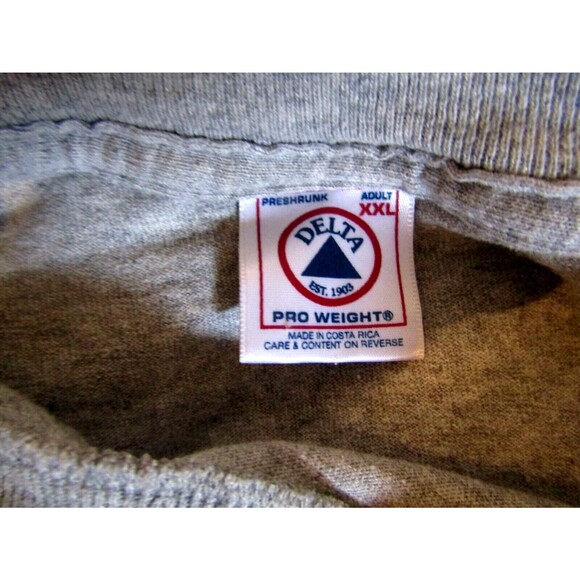 PRESHRUNK ADULT
XXL
DELTA
EST. 1903
PRO WEIGHT®
MADE IN COSTA RICA
CARE & CONTENT ON REVERSE